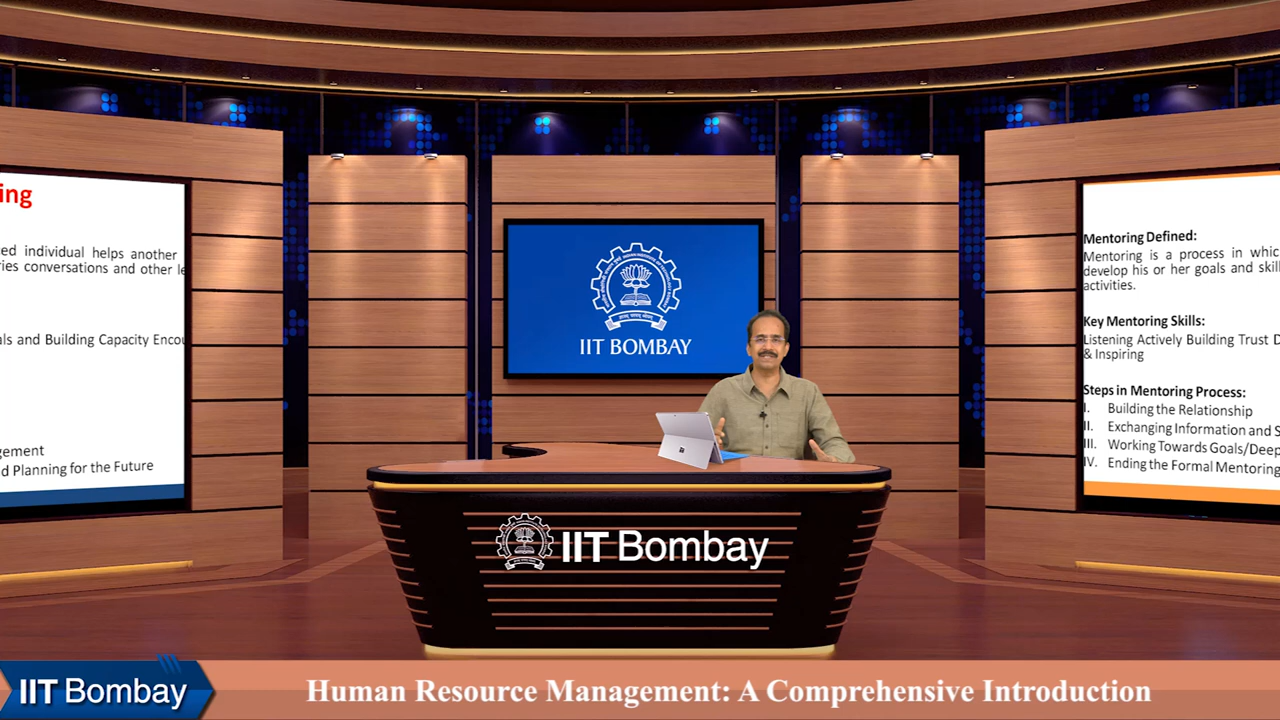 ing
ed individual helps another
ries conversations and other le
ls and Building Capacity Encou
gement
d Planning for the Future
IIT BOMBAY
Mentoring Defined:
Mentoring is a process in whic
develop his or her goals and skil
activities.
Key Mentoring Skills:
Listening Actively Building Trust D
& Inspiring
Steps in Mentoring Process:
I. Building the Relationship
II. Exchanging Information and S
III. Working Towards Goals/Deep
IV. Ending the Formal Mentoring
IIT Bombay
IIT Bombay
Human Resource Management: A Comprehensive Introduction